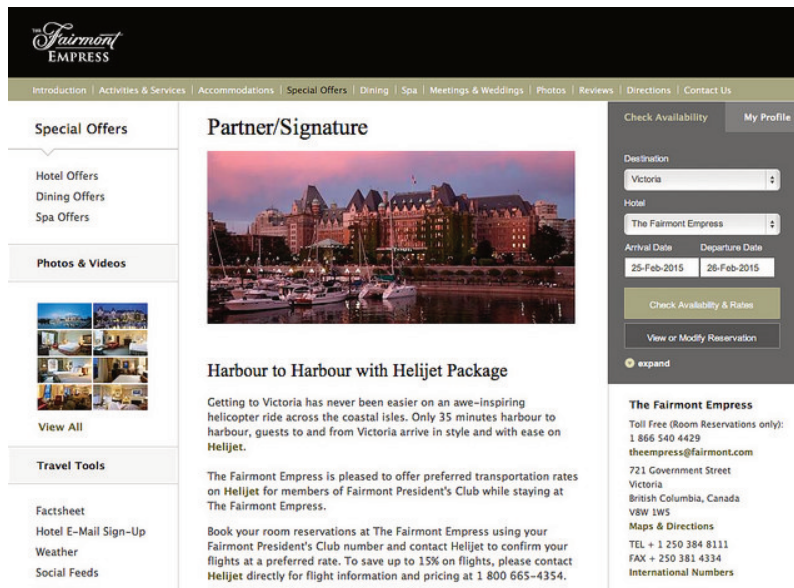 THE Fairmont
EMPRESS
Introduction | Activities & Services | Accommodations | Special Offers | Dining | Spa | Meetings & Weddings | Photos | Reviews | Directions | Contact Us
Special Offers
Hotel Offers
Dining Offers
Spa Offers
Photos & Videos
View All
Travel Tools
Factsheet
Hotel E-Mail Sign-Up
Weather
Social Feeds
Partner/Signature
Harbour to Harbour with Helijet Package
Getting to Victoria has never been easier on an awe-inspiring
helicopter ride across the coastal isles. Only 35 minutes harbour to
harbour, guests to and from Victoria arrive in style and with ease on
Helijet.
The Fairmont Empress is pleased to offer preferred transportation rates
on Helijet for members of Fairmont President's Club while staying at
The Fairmont Empress.
Book your room reservations at The Fairmont Empress using your
Fairmont President's Club number and contact Helijet to confirm your
flights at a preferred rate. To save up to 15% on flights, please contact
Helijet directly for flight information and pricing at 1 800 665-4354.
Check Availability
My Profile
Destination
Victoria
Hotel
The Fairmont Empress
Arrival Date Departure Date
25-Feb-2015 26-Feb-2015
Check Availability & Rates
View or Modify Reservation
expand
The Fairmont Empress
Toll Free (Room Reservations only):
1 866 540 4429
theempress@fairmont.com
721 Government Street
Victoria
British Columbia, Canada
V8W 1W5
Maps & Directions
TEL + 1 250 384 8111
FAX + 250 381 4334
International Numbers